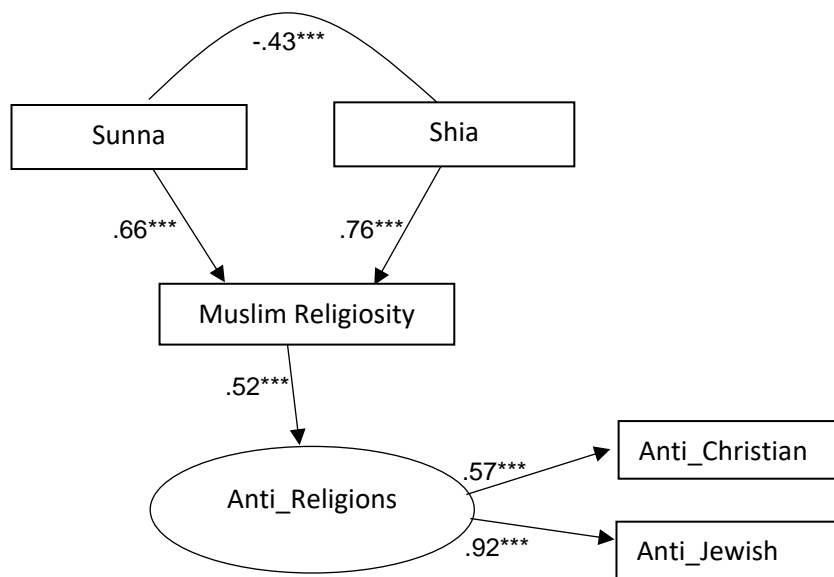 -.43***
Sunna
Shia
.66***
.76***
Muslim Religiosity
.52***
Anti_Religions
.57***
Anti_Christian
.92***
Anti_Jewish